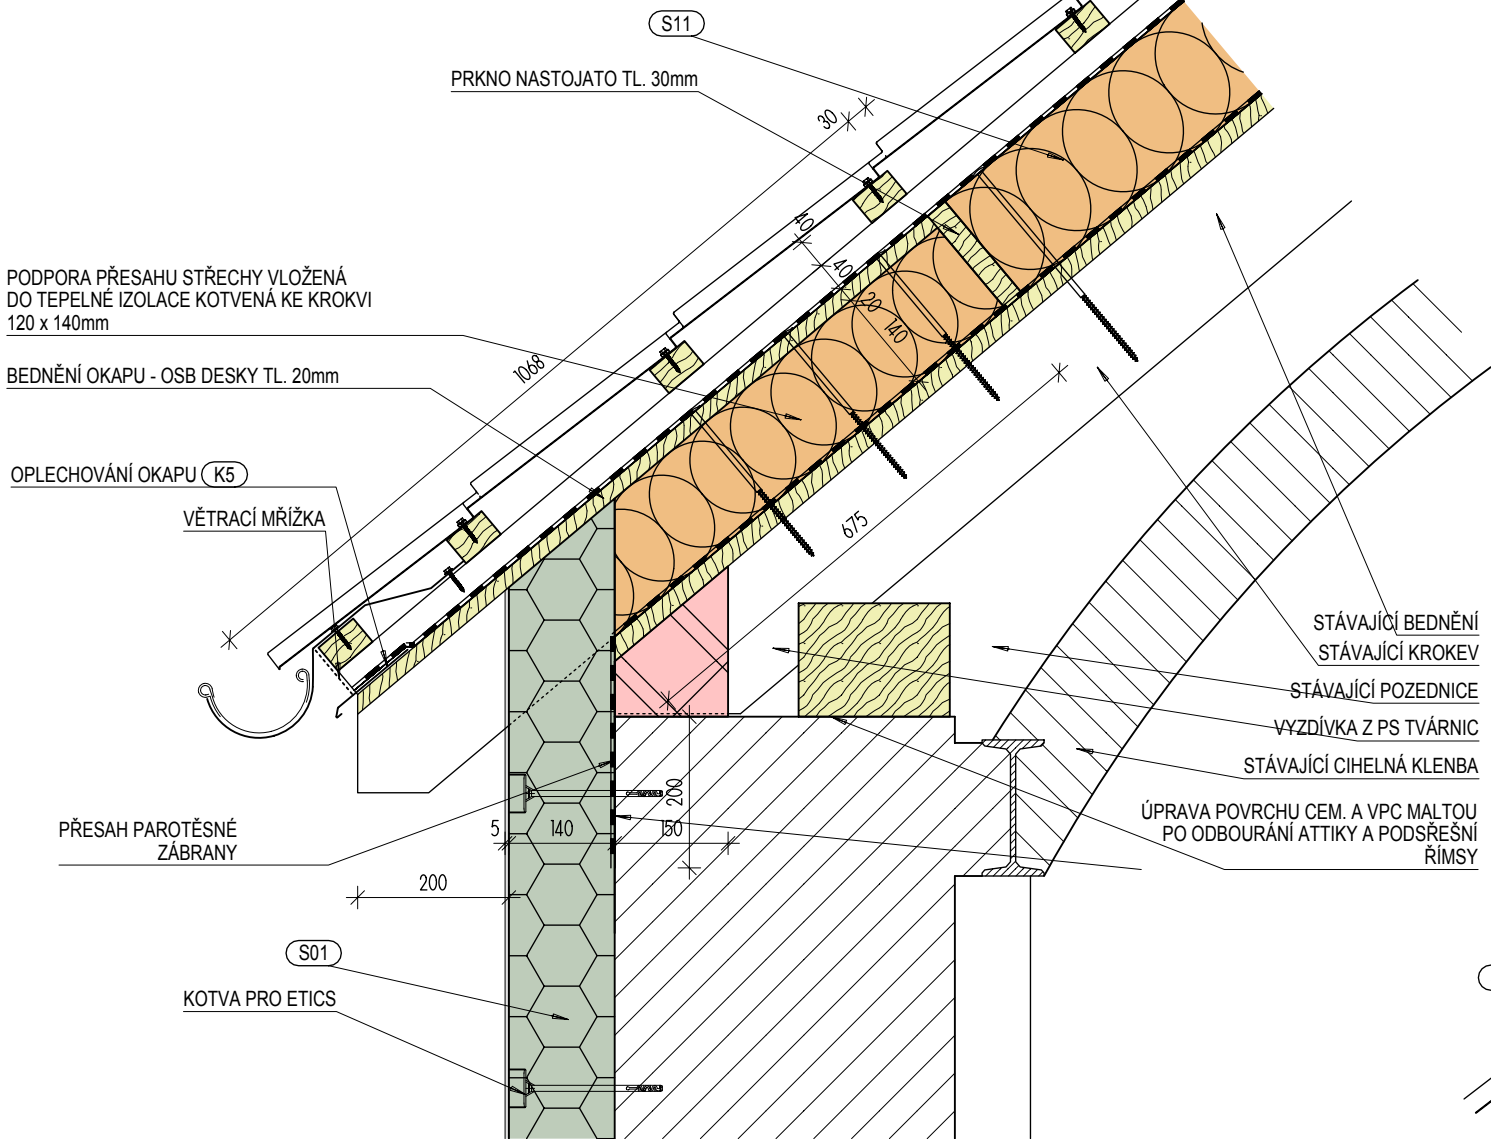 S11
PRKNO NASTOJATO TL. 30mm
30
40
40
20
140
1068
675
PODPORA PŘESAHU STŘECHY VLOŽENÁ
DO TEPELNÉ IZOLACE KOTVENÁ KE KROKVI
120 x 140mm
BEDNĚNÍ OKAPU - OSB DESKY TL. 20mm
OPLECHOVÁNÍ OKAPU K5
VĚTRACÍ MŘÍŽKA
STÁVAJÍCÍ BEDNĚNÍ
STÁVAJÍCÍ KROKEV
STÁVAJÍCÍ POZEDNICE
VYZDÍVKA Z PS TVÁRNIC
STÁVAJÍCÍ CIHELNÁ KLENBA
ÚPRAVA POVRCHU CEM. A VPC MALTOU
PO ODBOURÁNÍ ATTIKY A PODSŘEŠNÍ
ŘÍMSY
200
5
140
150
PŘESAH PAROTĚSNÉ
ZÁBRANY
200
S01
KOTVA PRO ETICS